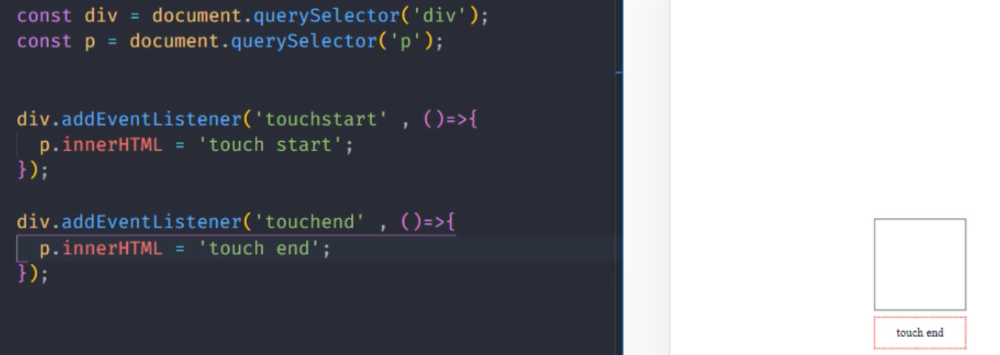 const div = document.querySelector('div');
const p = document.querySelector('p');
div.addEventListener('touchstart' , ()=>{
p.innerHTML = 'touch start';
});
div.addEventListener('touchend' , ()=>{
p.innerHTML = 'touch end';
});
touch end